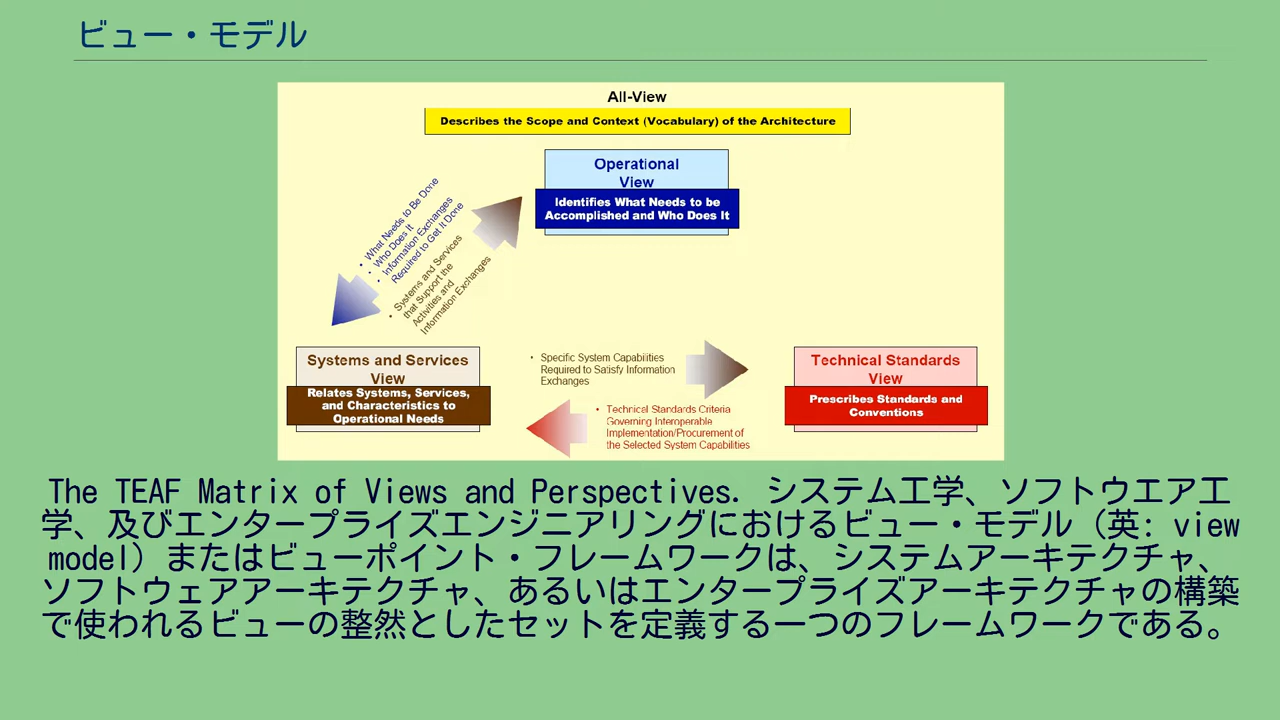 ビュー・モデル
All-View
Describes the Scope and Context (Vocabulary) of the Architecture
Operational
View
Identifies What Needs to be
Accomplished and Who Does It
• What Needs to Be Done
• Who Does It
• Information Exchanges
Required to Get It Done
• Systems and Services
that Support the
Activities and
Information Exchanges
Systems and Services
View
Relates Systems, Services,
and Characteristics to
Operational Needs
• Specific System Capabilities
Required to Satisfy Information
Exchanges
• Technical Standards Criteria
Governing Interoperable
Implementation/Procurement of
the Selected System Capabilities
Technical Standards
View
Prescribes Standards and
Conventions
The TEAF Matrix of Views and Perspectives. システム工学、ソフトウエア工
学、及びエンタープライズエンジニアリングにおけるビュー・モデル（英: view
model）またはビューポイント・フレームワークは、システムアーキテクチャ、
ソフトウェアアーキテクチャ、あるいはエンタープライズアーキテクチャの構築
で使われるビューの整然としたセットを定義する一つのフレームワークである。